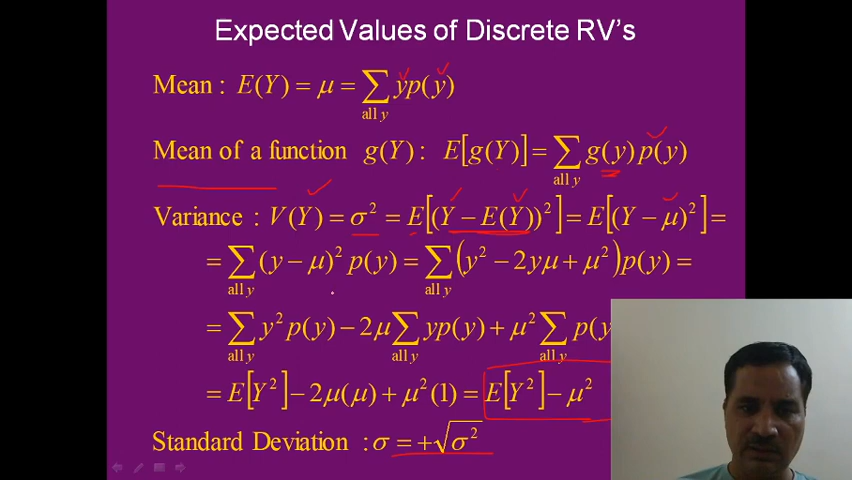 Expected Values of Discrete RV's
Mean : E(Y) = μ = ∑ yp(y)
all y
Mean of a function g(Y) : E[g(Y)] = ∑ g(y) p(y)
all y
Variance : V(Y) = σ² = E[(Y − E(Y))²] = E[(Y − μ)²] =
= ∑ (y − μ)² p(y) = ∑ (y² − 2yμ + μ²)p(y) =
all y all y
= ∑ y² p(y) − 2μ ∑ yp(y) + μ² ∑ p(y
all y all y all y
= E[Y²] − 2μ(μ) + μ²(1) = E[Y²] − μ²
Standard Deviation : σ = +√σ²